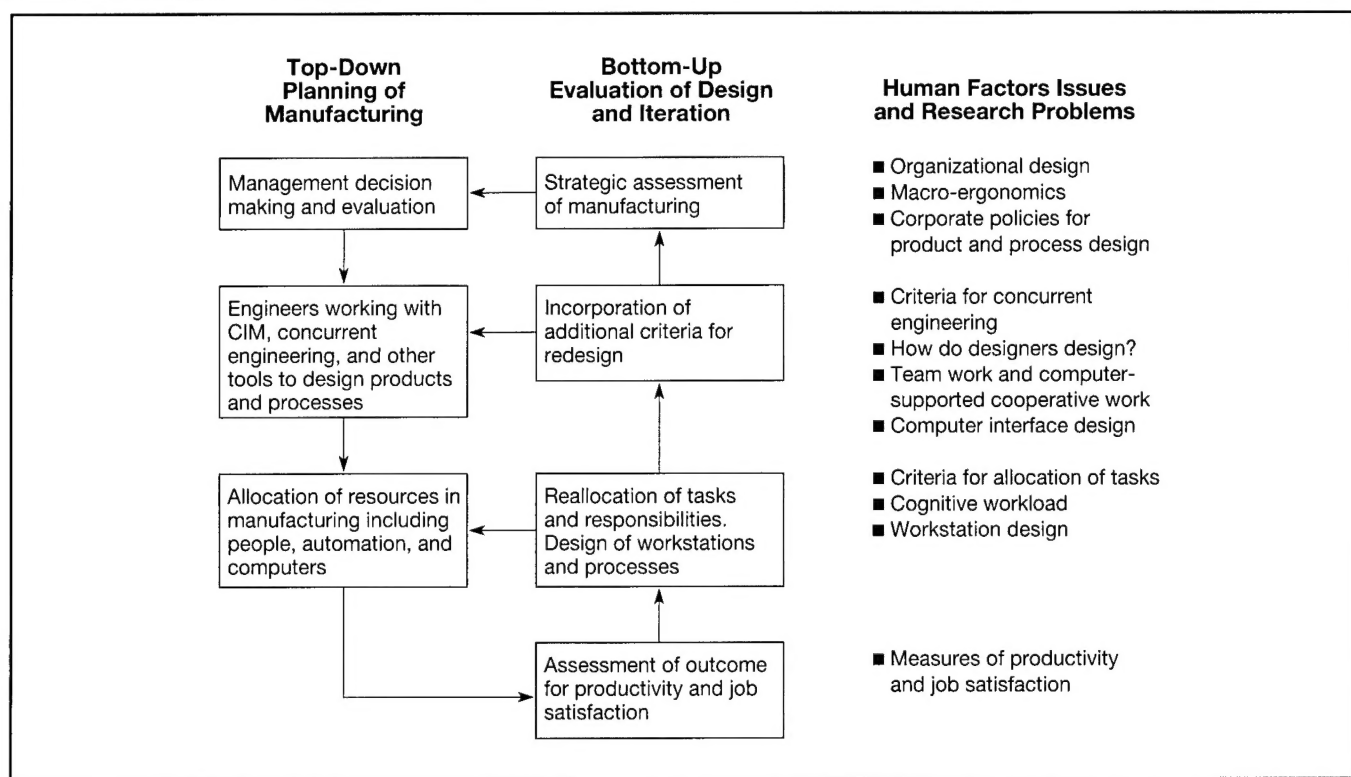 Top-Down
Planning of
Manufacturing
Bottom-Up
Evaluation of Design
and Iteration
Human Factors Issues
and Research Problems
Management decision
making and evaluation
Strategic assessment
of manufacturing
■ Organizational design
■ Macro-ergonomics
■ Corporate policies for
product and process design
Engineers working with
CIM, concurrent
engineering, and other
tools to design products
and processes
Incorporation of
additional criteria for
redesign
■ Criteria for concurrent
engineering
■ How do designers design?
■ Team work and computer-
supported cooperative work
■ Computer interface design
Allocation of resources in
manufacturing including
people, automation, and
computers
Reallocation of tasks
and responsibilities.
Design of workstations
and processes
■ Criteria for allocation of tasks
■ Cognitive workload
■ Workstation design
Assessment of outcome
for productivity and job
satisfaction
■ Measures of productivity
and job satisfaction